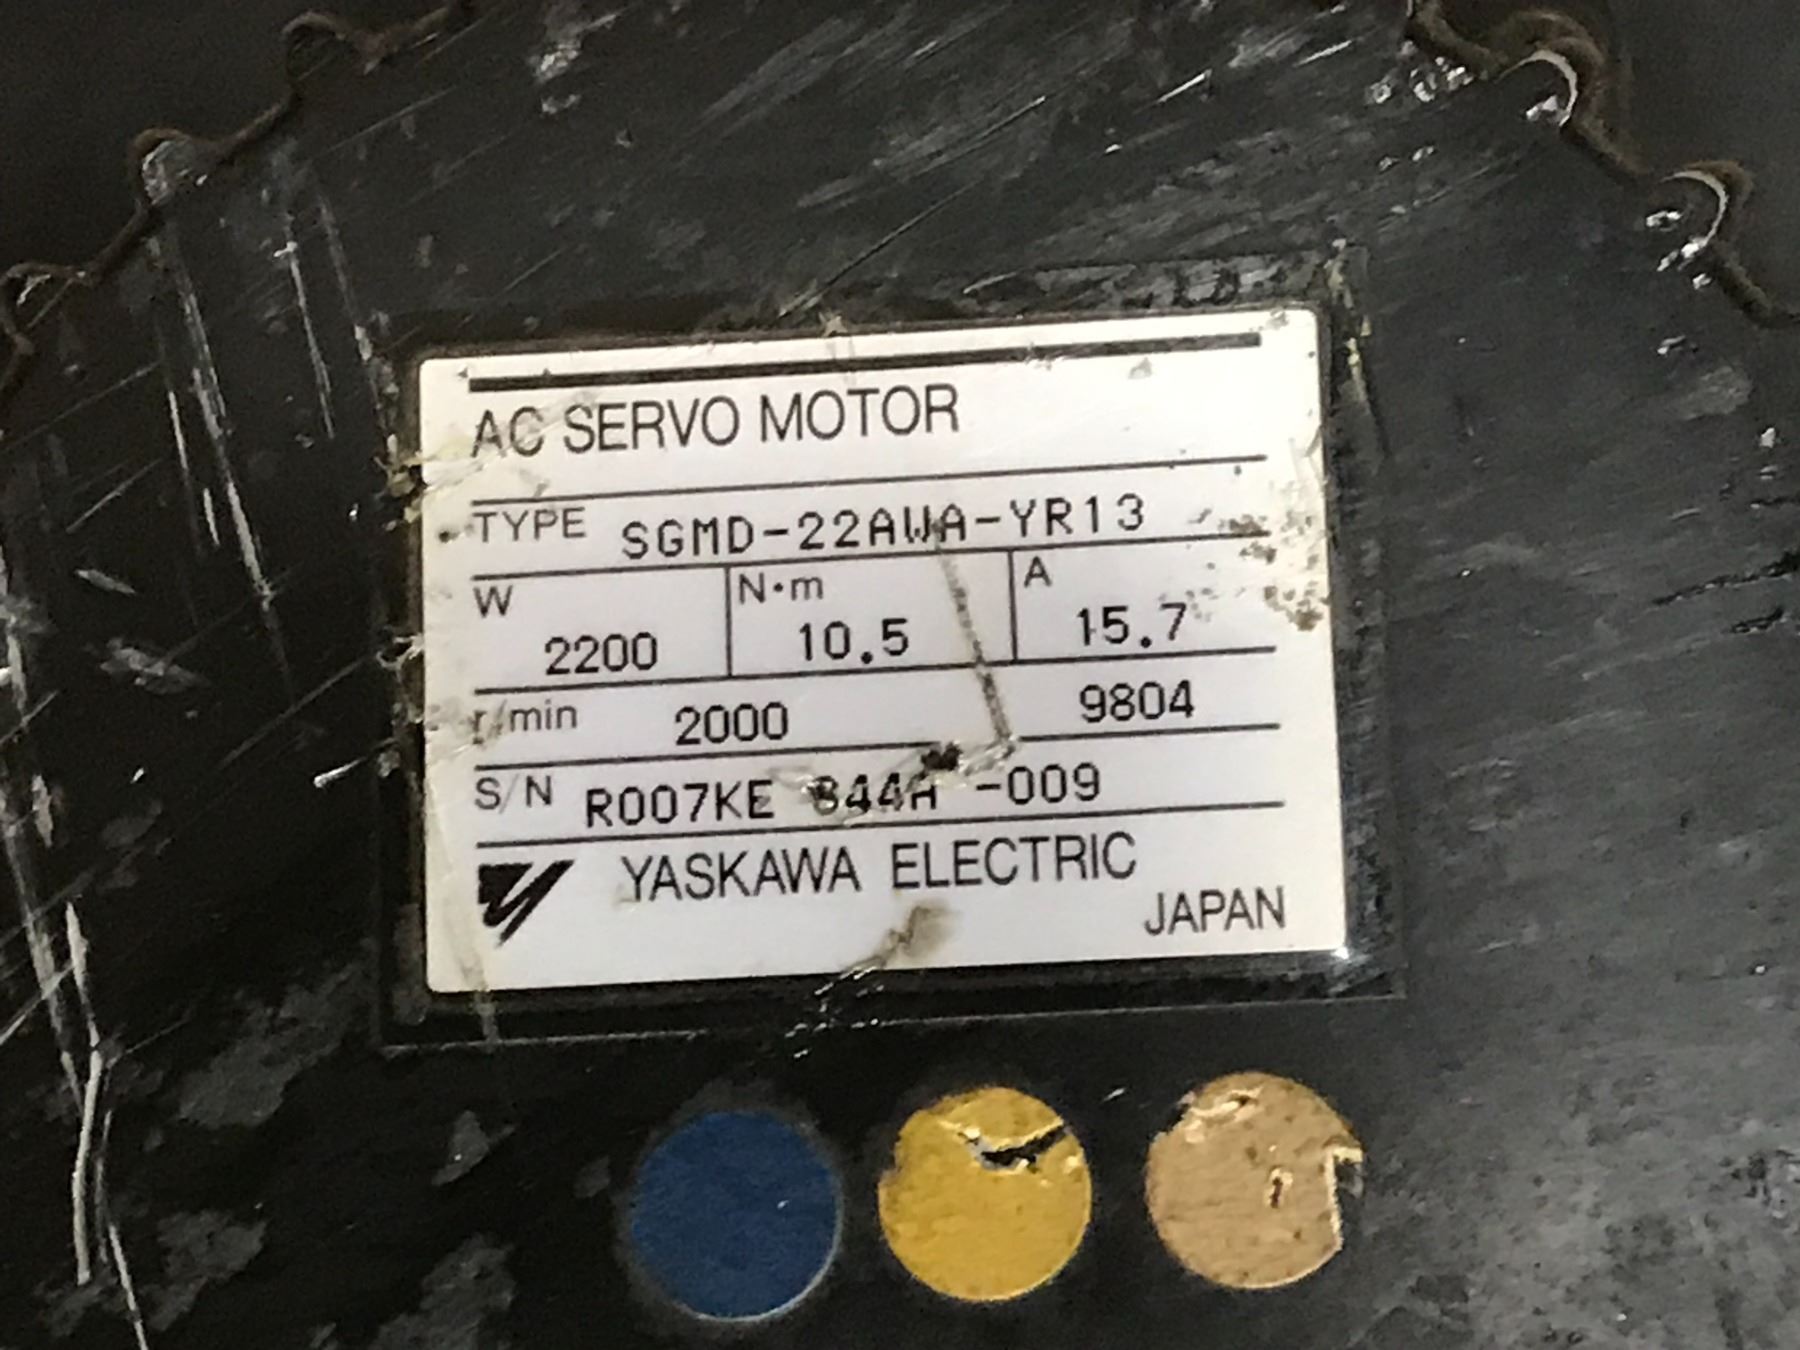 AC SERVO MOTOR
TYPE SGMD-22AWA-YR13
W N·m A
2200 10.5 15.7
r/min 2000 9804
S/N R007KE -009
YASKAWA ELECTRIC
JAPAN